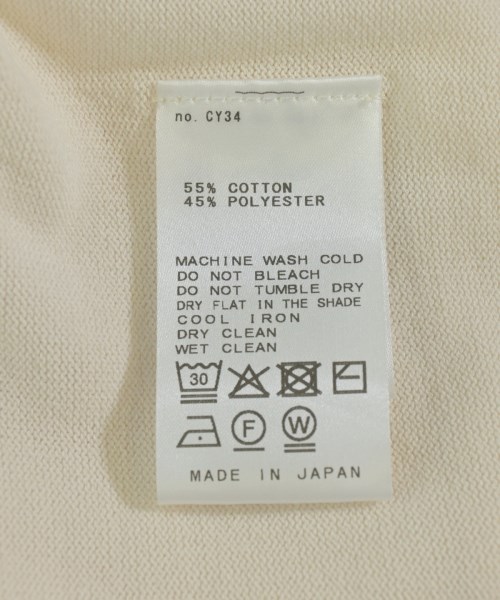 no. CY34
55% COTTON
45% POLYESTER
MACHINE WASH COLD
DO NOT BLEACH
DO NOT TUMBLE DRY
DRY FLAT IN THE SHADE
COOL IRON
DRY CLEAN
WET CLEAN
30
F W
MADE IN JAPAN